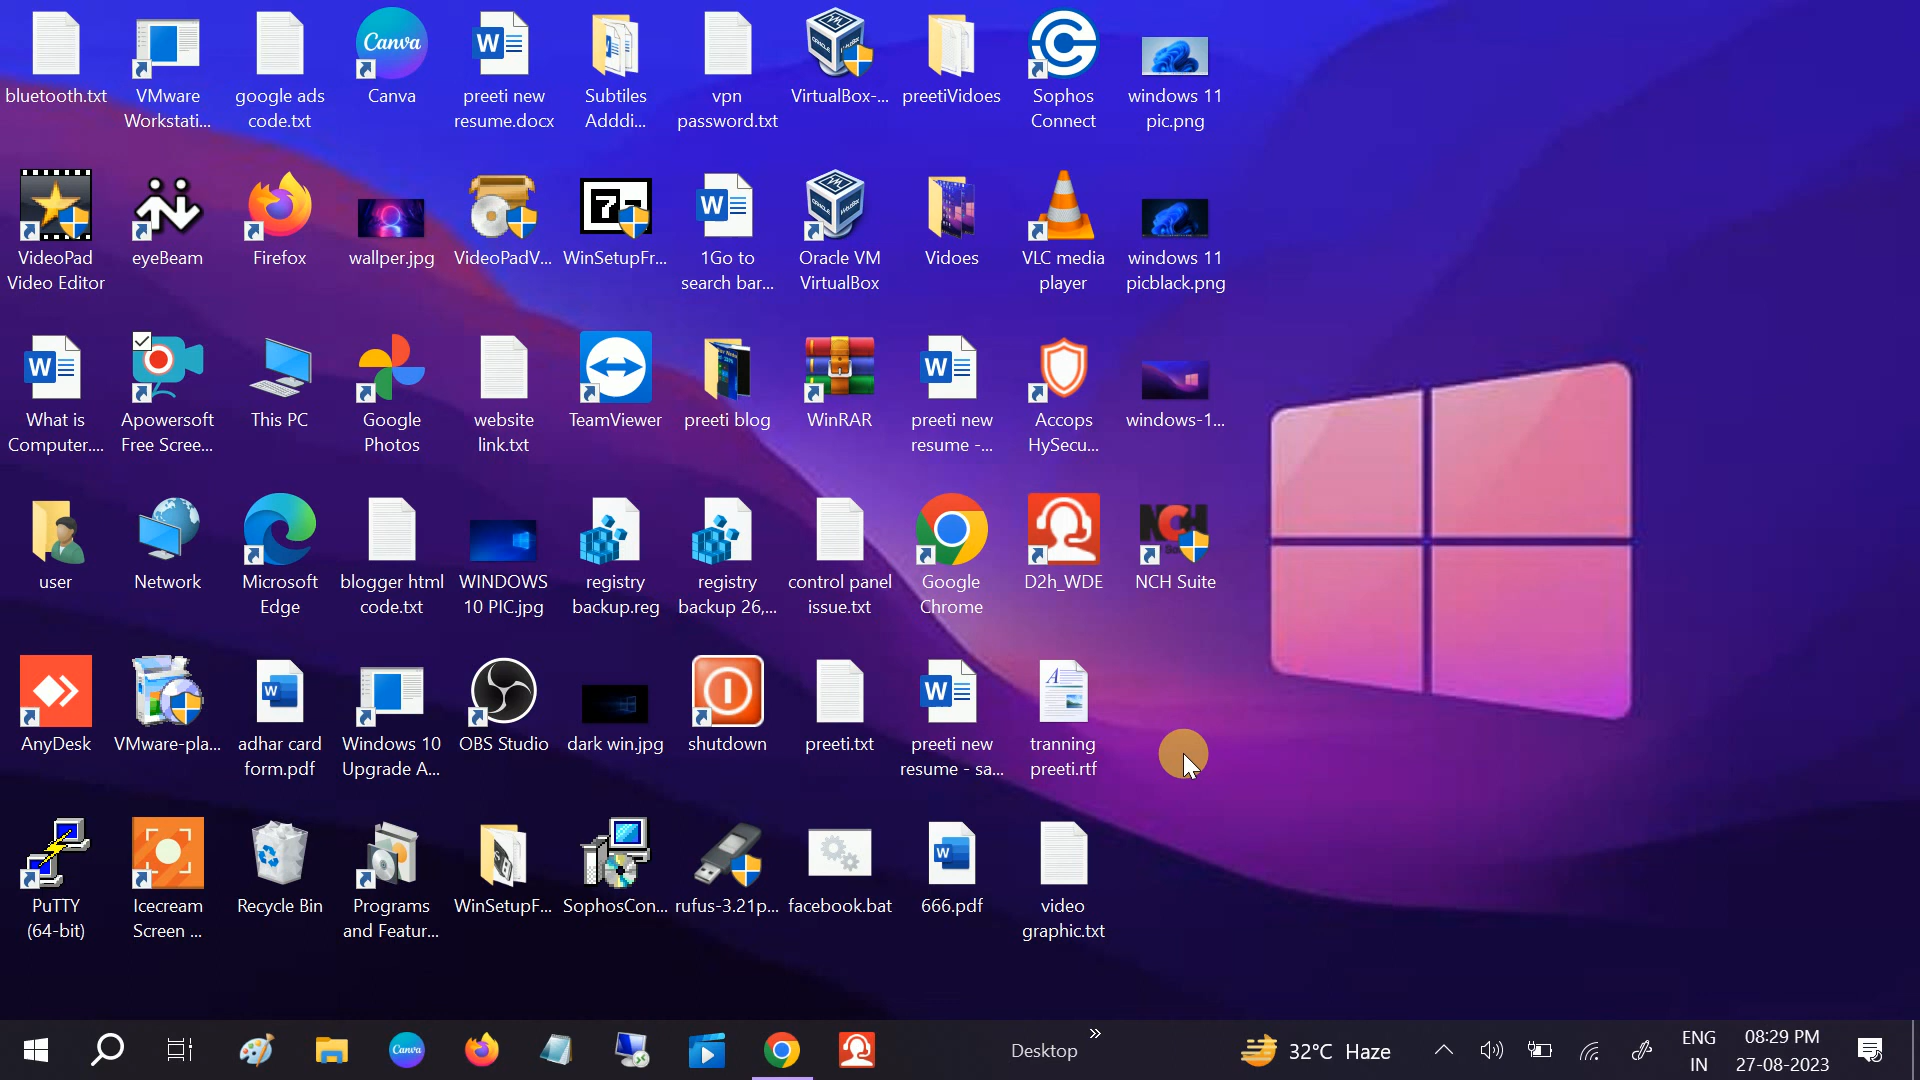 bluetooth.txt
VMware
Workstati...
google ads
code.txt
Canva
Canva
preeti new
resume.docx
Subtiles
Adddi...
vpn
password.txt
VirtualBox-...
preetiVidoes
Sophos
Connect
windows 11
pic.png
VideoPad
Video Editor
eyeBeam
Firefox
wallper.jpg
VideoPadV...
WinSetupFr...
1Go to
search bar...
Oracle VM
VirtualBox
Vidoes
VLC media
player
windows 11
picblack.png
What is
Computer....
Apowersoft
Free Scree...
This PC
Google
Photos
website
link.txt
TeamViewer
preeti blog
WinRAR
preeti new
resume -...
Accops
HySecu...
windows-1...
user
Network
Microsoft
Edge
blogger html
code.txt
WINDOWS
10 PIC.jpg
registry
backup.reg
registry
backup 26,...
control panel
issue.txt
Google
Chrome
D2h_WDE
NCH
NCH Suite
AnyDesk
VMware-pla...
adhar card
form.pdf
Windows 10
Upgrade A...
OBS Studio
dark win.jpg
shutdown
preeti.txt
preeti new
resume - sa...
tranning
preeti.rtf
PuTTY
(64-bit)
Icecream
Screen ...
Recycle Bin
Programs
and Featur...
WinSetupF...
SophosCon...
rufus-3.21p...
facebook.bat
666.pdf
video
graphic.txt
Canva
Desktop
32°C Haze
ENG
IN
08:29 PM
27-08-2023